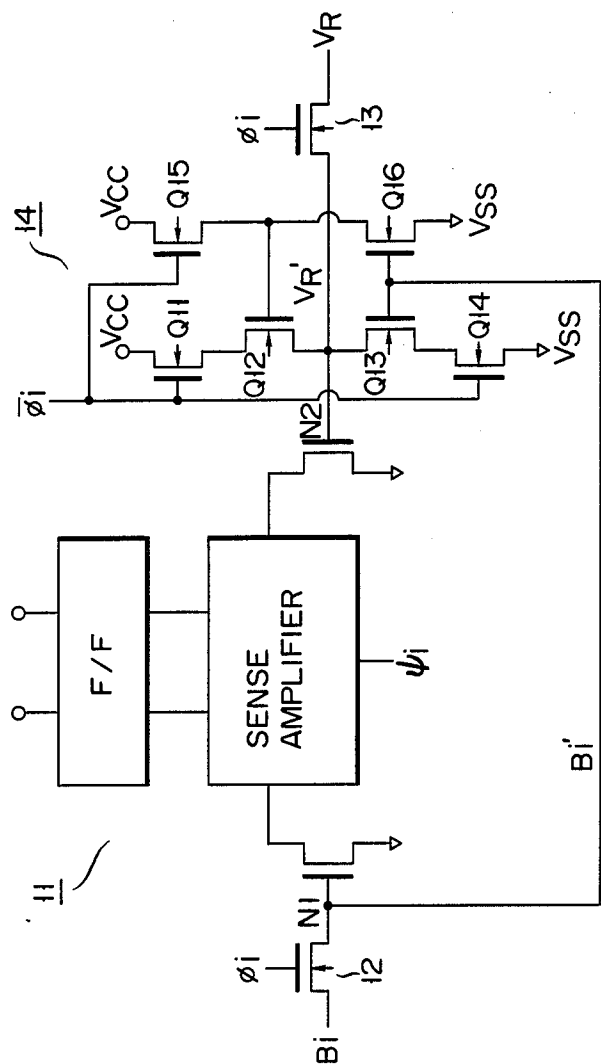 14
11
F/F
SENSE
AMPLIFIER
ψi
φ̅i
VCC
Q11
VCC
Q15
Q12
VR'
N2
Q13
Q16
Q14
VSS
VSS
φi
13
VR
Bi
φi
12
N1
Bi'